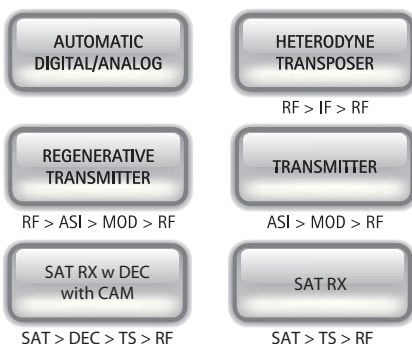 AUTOMATIC
DIGITAL/ANALOG
HETERODYNE
TRANSPOSER
RF > IF > RF
REGENERATIVE
TRANSMITTER
RF > ASI > MOD > RF
TRANSMITTER
ASI > MOD > RF
SAT RX w DEC
with CAM
SAT > DEC > TS > RF
SAT RX
SAT > TS > RF